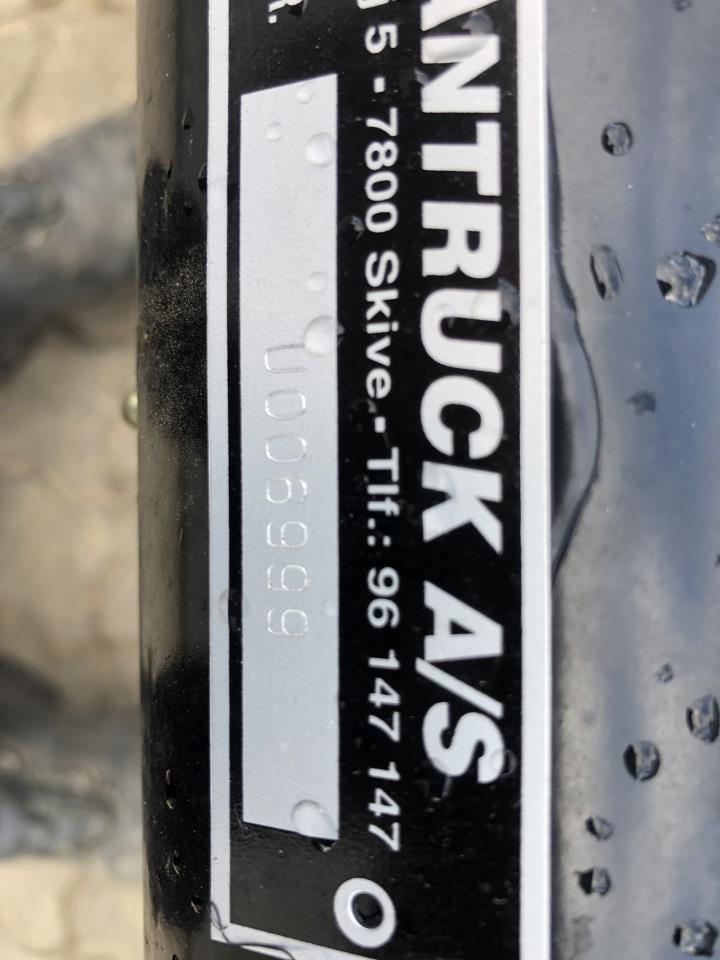 ANTRUCK A/S
5 - 7800 Skive - Tlf.: 96 147 147
R. U006999